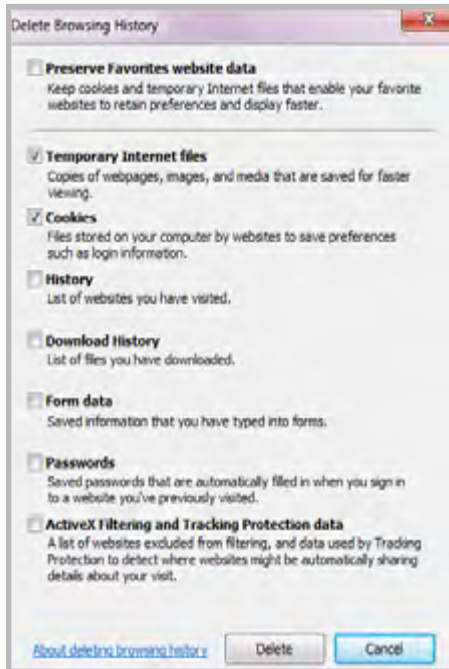 Delete Browsing History
Preserve Favorites website data
Keep cookies and temporary Internet files that enable your favorite
websites to retain preferences and display faster.
Temporary Internet files
Copies of webpages, images, and media that are saved for faster
viewing.
Cookies
Files stored on your computer by websites to save preferences
such as login information.
History
List of websites you have visited.
Download History
List of files you have downloaded.
Form data
Saved information that you have typed into forms.
Passwords
Saved passwords that are automatically filled in when you sign in
to a website you've previously visited.
ActiveX Filtering and Tracking Protection data
A list of websites excluded from filtering, and data used by Tracking
Protection to detect where websites might be automatically sharing
details about your visit.
About deleting browsing history
Delete
Cancel